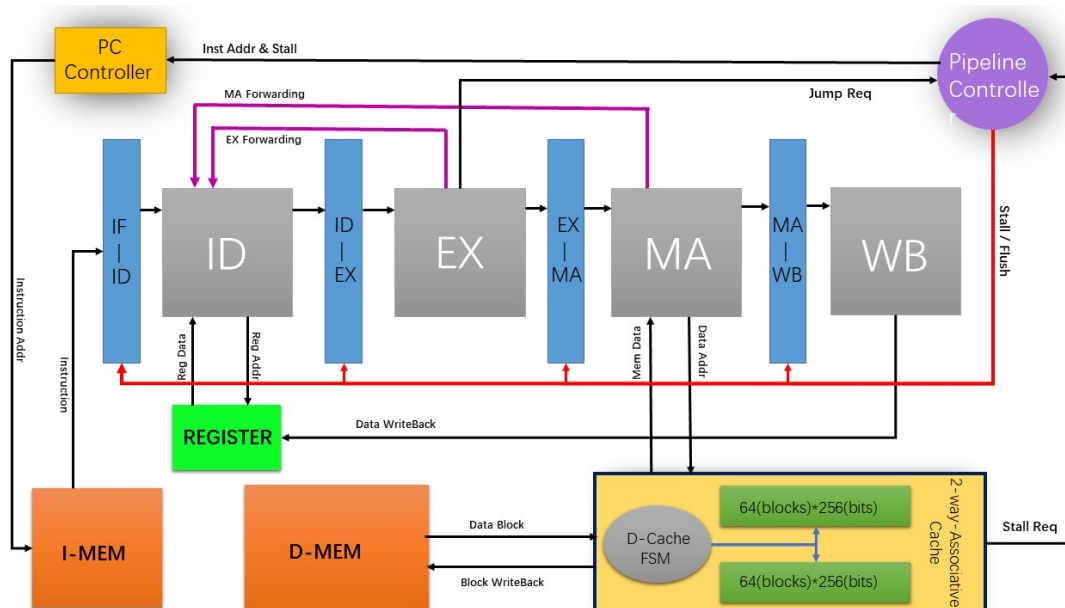 PC
Controller
Inst Addr & Stall
Pipeline
Controlle
r
Jump Req
MA Forwarding
EX Forwarding
IF
|
ID
ID
ID
|
EX
EX
EX
|
MA
MA
MA
|
WB
WB
Stall / Flush
Instruction Addr
Instruction
Reg Data
Reg Addr
Mem Data
Data Addr
REGISTER
Data WriteBack
I-MEM
D-MEM
Data Block
Block WriteBack
D-Cache
FSM
64(blocks)*256(bits)
64(blocks)*256(bits)
2-way-Associative
Cache
Stall Req